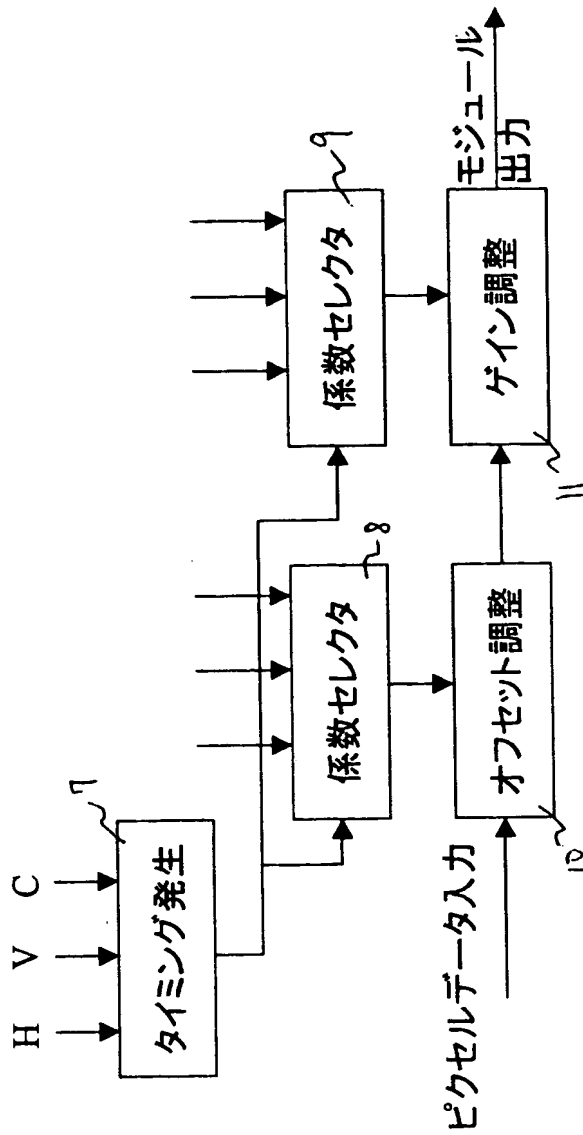 H
V
C
7
タイミング発生
8
係数セレクタ
9
係数セレクタ
ピクセルデータ入力
10
オフセット調整
11
ゲイン調整
モジュール
出力